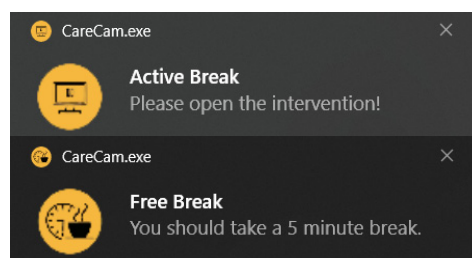 CareCam.exe
Active Break
Please open the intervention!
CareCam.exe
Free Break
You should take a 5 minute break.